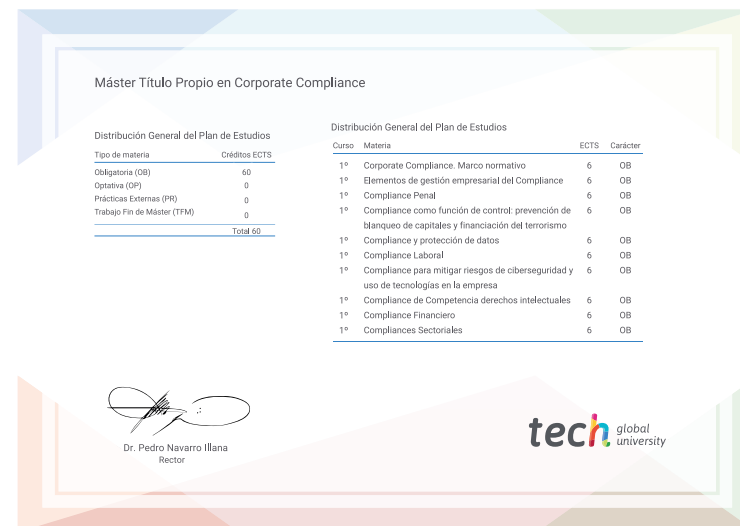 Máster Título Propio en Corporate Compliance
Distribución General del Plan de Estudios
Tipo de materia Créditos ECTS
Obligatoria (OB) 60
Optativa (OP) 0
Prácticas Externas (PR) 0
Trabajo Fin de Máster (TFM) 0
Total 60
Distribución General del Plan de Estudios
Curso Materia ECTS Carácter
1º Corporate Compliance. Marco normativo 6 OB
1º Elementos de gestión empresarial del Compliance 6 OB
1º Compliance Penal 6 OB
1º Compliance como función de control: prevención de 6 OB
blanqueo de capitales y financiación del terrorismo
1º Compliance y protección de datos 6 OB
1º Compliance Laboral 6 OB
1º Compliance para mitigar riesgos de ciberseguridad y 6 OB
uso de tecnologías en la empresa
1º Compliance de Competencia derechos intelectuales 6 OB
1º Compliance Financiero 6 OB
1º Compliances Sectoriales 6 OB
Dr. Pedro Navarro Illana
Rector
tech global
university